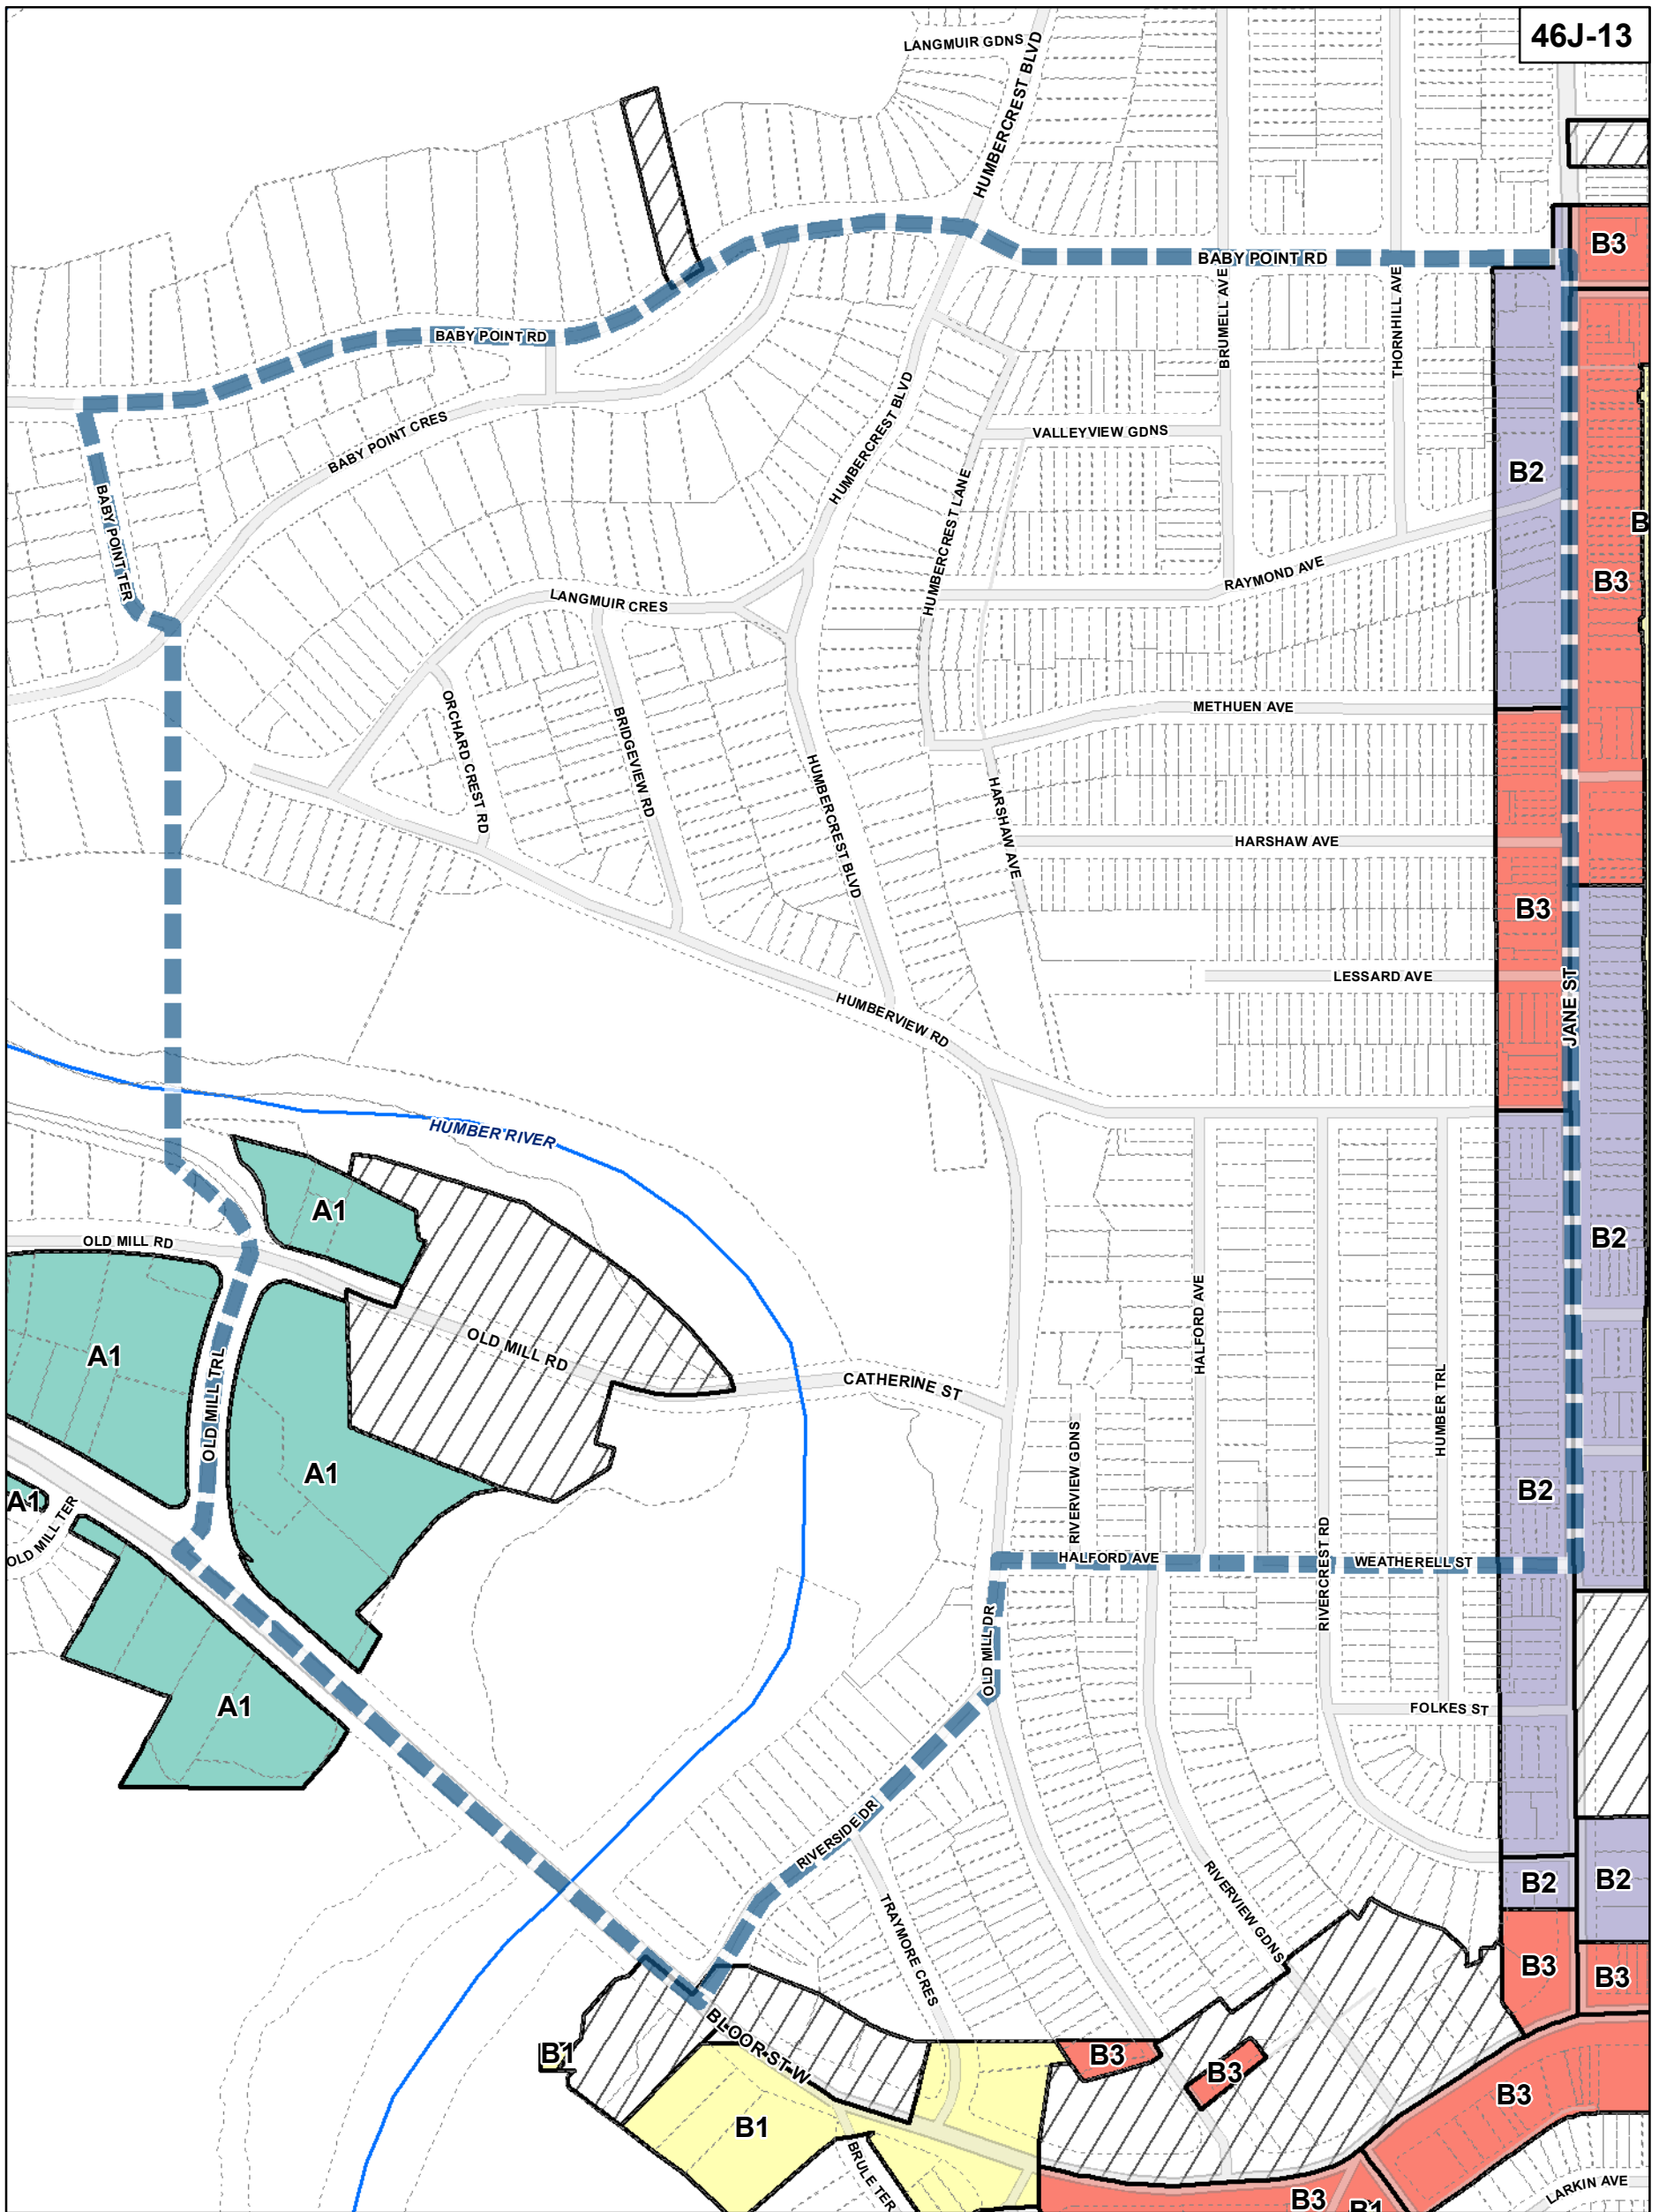 46J-13
LANGMUIR GDNS
HUMBERCREST BLVD
B3
BABY POINT RD
BABY POINT RD
BRUMELL AVE
THORNHILL AVE
BABY POINT CRES
HUMBERCREST BLVD
VALLEYVIEW GDNS
B2
BABY POINT TER
HUMBERCREST LANE
B
B3
RAYMOND AVE
LANGMUIR CRES
METHUEN AVE
ORCHARD CREST RD
BRIDGEVIEW RD
HUMBERCREST BLVD
HARSHAW AVE
HARSHAW AVE
B3
LESSARD AVE
JANE ST
HUMBERVIEW RD
HUMBER RIVER
A1
OLD MILL RD
B2
A1
OLD MILL RD
OLD MILL TRL
CATHERINE ST
HALFORD AVE
HUMBER TRL
RIVERVIEW GDNS
A1
A1
B2
OLD MILL TER
HALFORD AVE
WEATHERELL ST
RIVERCREST RD
OLD MILL DR
A1
FOLKES ST
RIVERSIDE DR
B2
B2
TRAYMORE CRES
RIVERVIEW GDNS
B3
B3
BLOOR ST W
B1
B3
B3
B3
B1
BRULE TER
LARKIN AVE
B3
B1